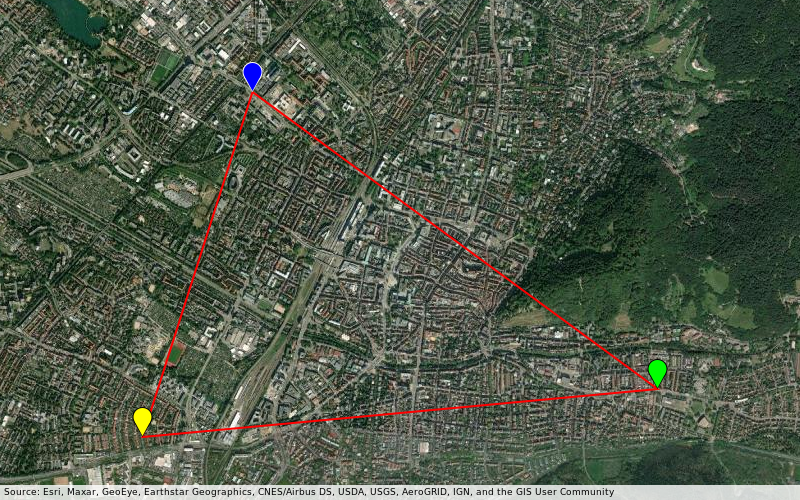 Source: Esri, Maxar, GeoEye, Earthstar Geographics, CNES/Airbus DS, USDA, USGS, AeroGRID, IGN, and the GIS User Community